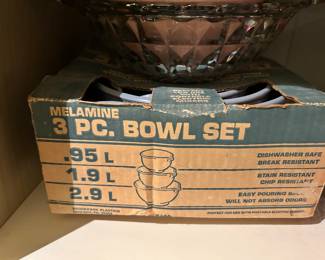 MELAMINE
3 PC. BOWL SET
.95 L
1.9 L
2.9 L
DISHWASHER SAFE
BREAK RESISTANT
STAIN RESISTANT
CHIP RESISTANT
EASY POURING
WILL NOT ABSORB ODORS